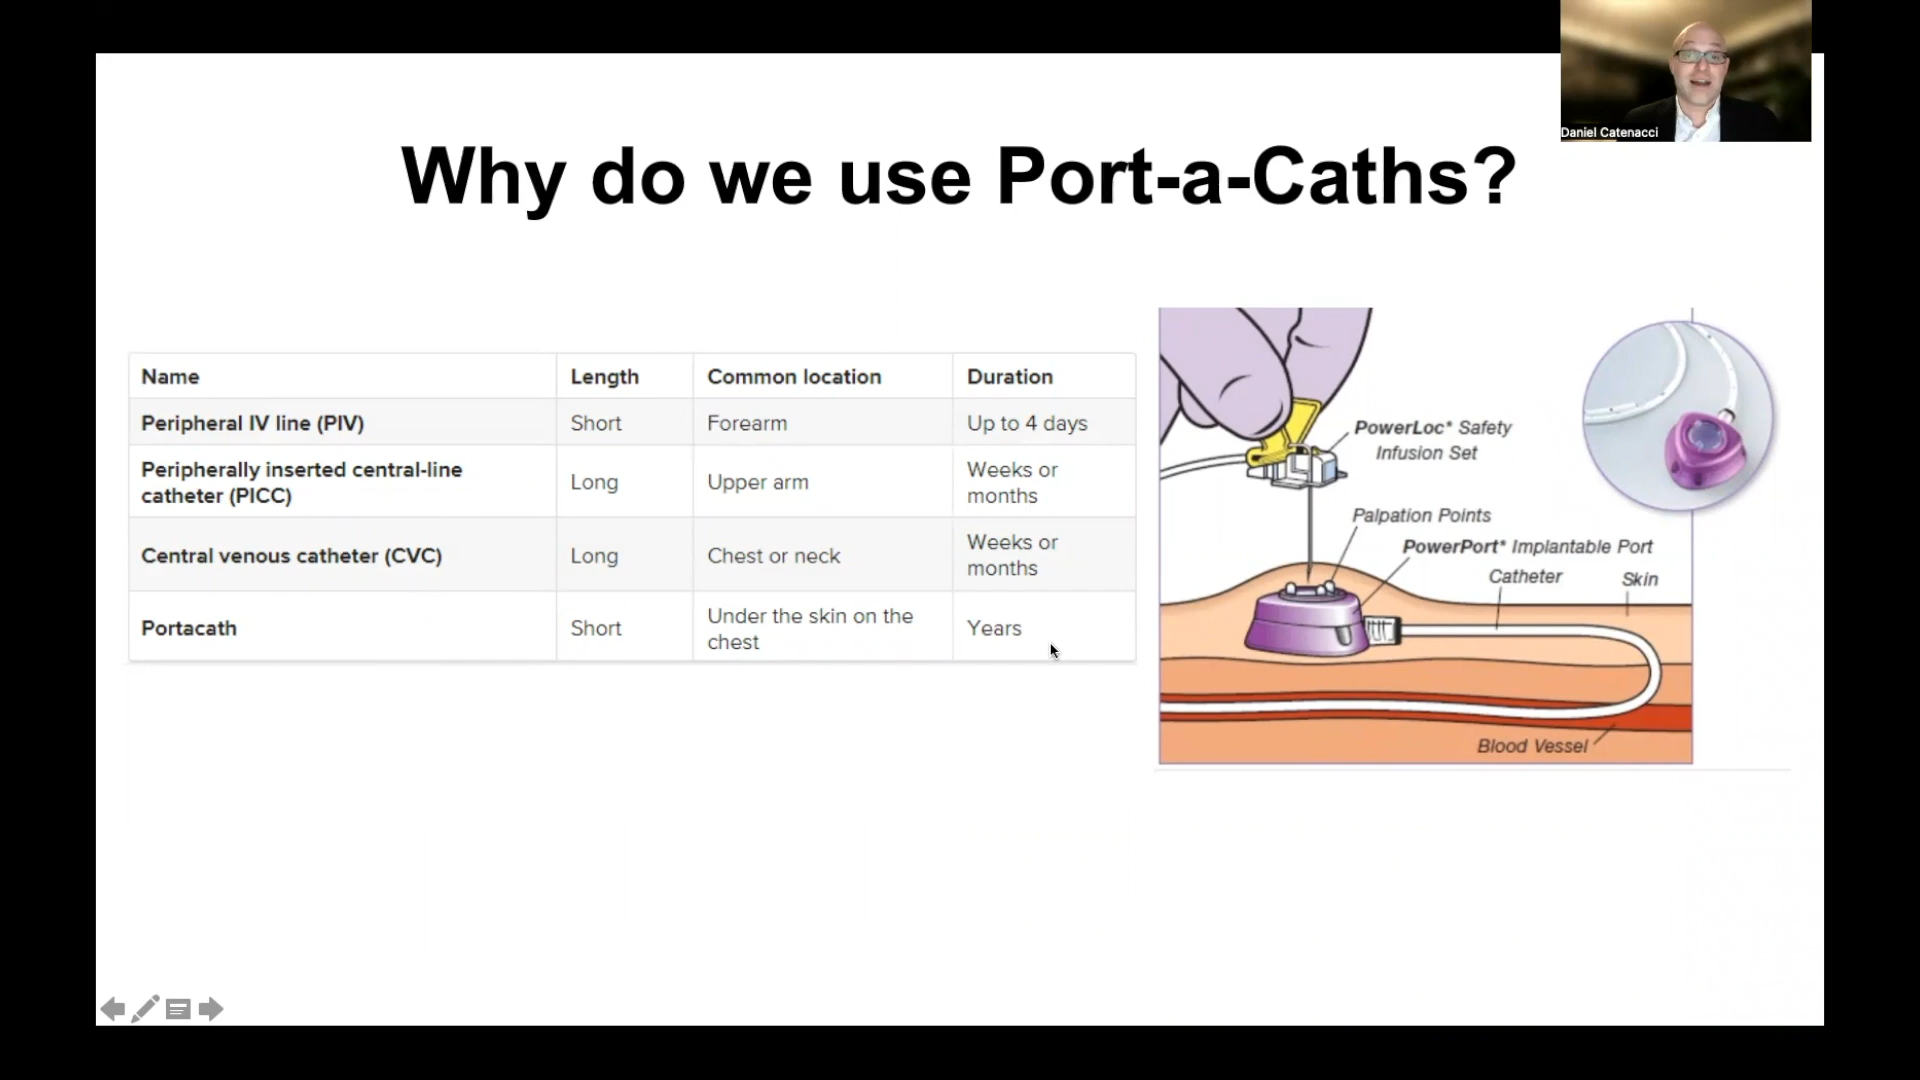 Daniel Catenacci
Why do we use Port-a-Caths?
Name Length Common location Duration
Peripheral IV line (PIV) Short Forearm Up to 4 days
Peripherally inserted central-line
catheter (PICC)
Long
Upper arm
Weeks or
months
Central venous catheter (CVC)
Long
Chest or neck
Weeks or
months
Portacath
Short
Under the skin on the
chest
Years
PowerLoc* Safety
Infusion Set
Palpation Points
PowerPort* Implantable Port
Catheter
Skin
Blood Vessel